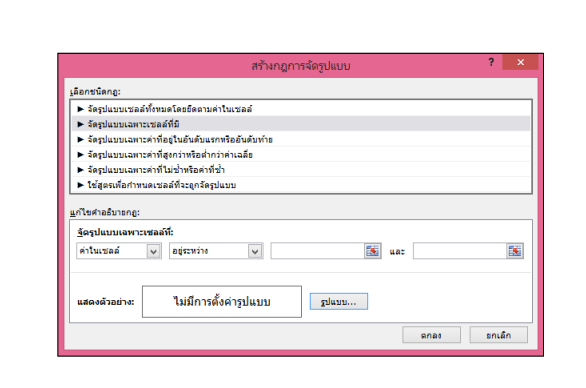 สร้างกฎการจัดรูปแบบ ? ×
เลือกชนิดกฎ:
► จัดรูปแบบเซลล์ทั้งหมดโดยยึดตามค่าในเซลล์
► จัดรูปแบบเฉพาะเซลล์ที่มี
► จัดรูปแบบเฉพาะค่าที่อยู่ในอันดับแรกหรืออันดับท้าย
► จัดรูปแบบเฉพาะค่าที่สูงกว่าหรือต่ำกว่าค่าเฉลี่ย
► จัดรูปแบบเฉพาะค่าที่ไม่ซ้ำหรือค่าที่ซ้ำ
► ใช้สูตรเพื่อกำหนดเซลล์ที่จะถูกจัดรูปแบบ
แก้ไขคำอธิบายกฎ:
จัดรูปแบบเฉพาะเซลล์ที่:
ค่าในเซลล์ อยู่ระหว่าง และ
แสดงตัวอย่าง: ไม่มีการตั้งค่ารูปแบบ รูปแบบ...
ตกลง ยกเลิก